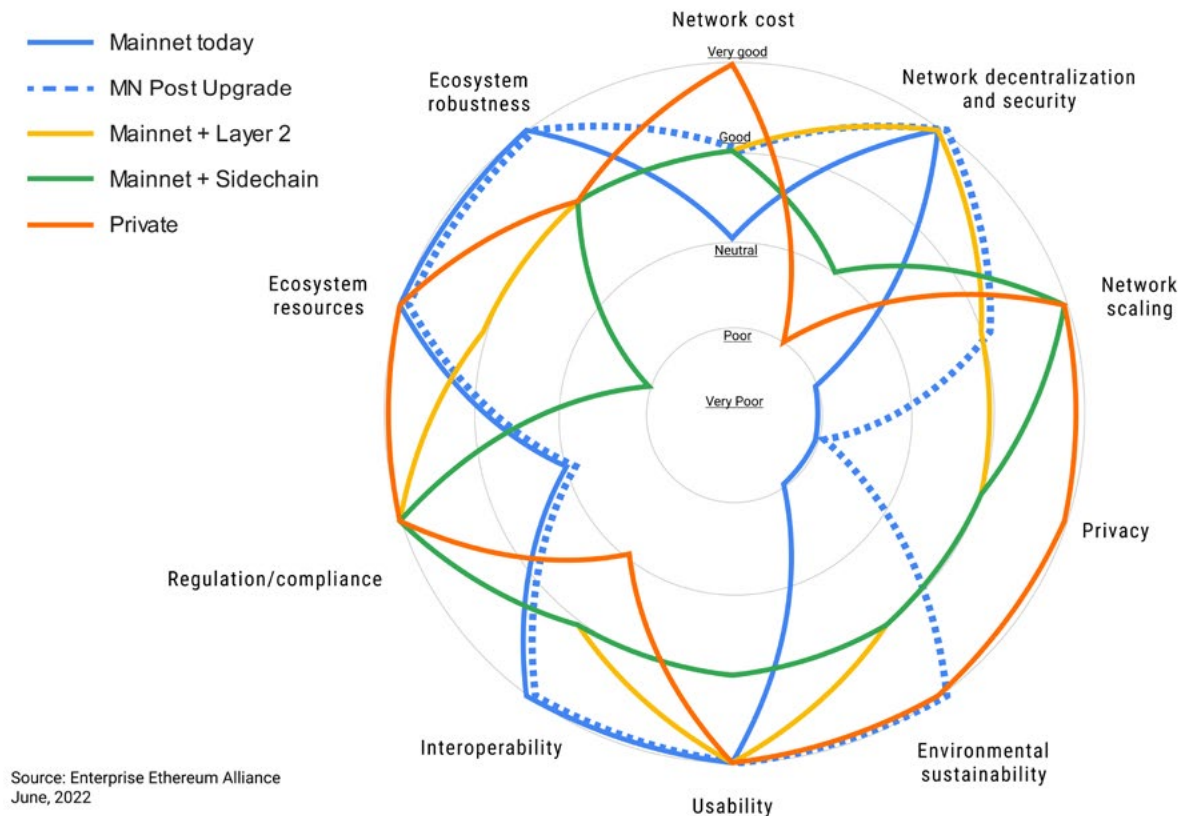 Mainnet today
MN Post Upgrade
Mainnet + Layer 2
Mainnet + Sidechain
Private
Network cost
Very good
Good
Neutral
Poor
Very Poor
Network decentralization
and security
Network
scaling
Privacy
Environmental
sustainability
Usability
Interoperability
Regulation/compliance
Ecosystem
resources
Ecosystem
robustness
Source: Enterprise Ethereum Alliance
June, 2022